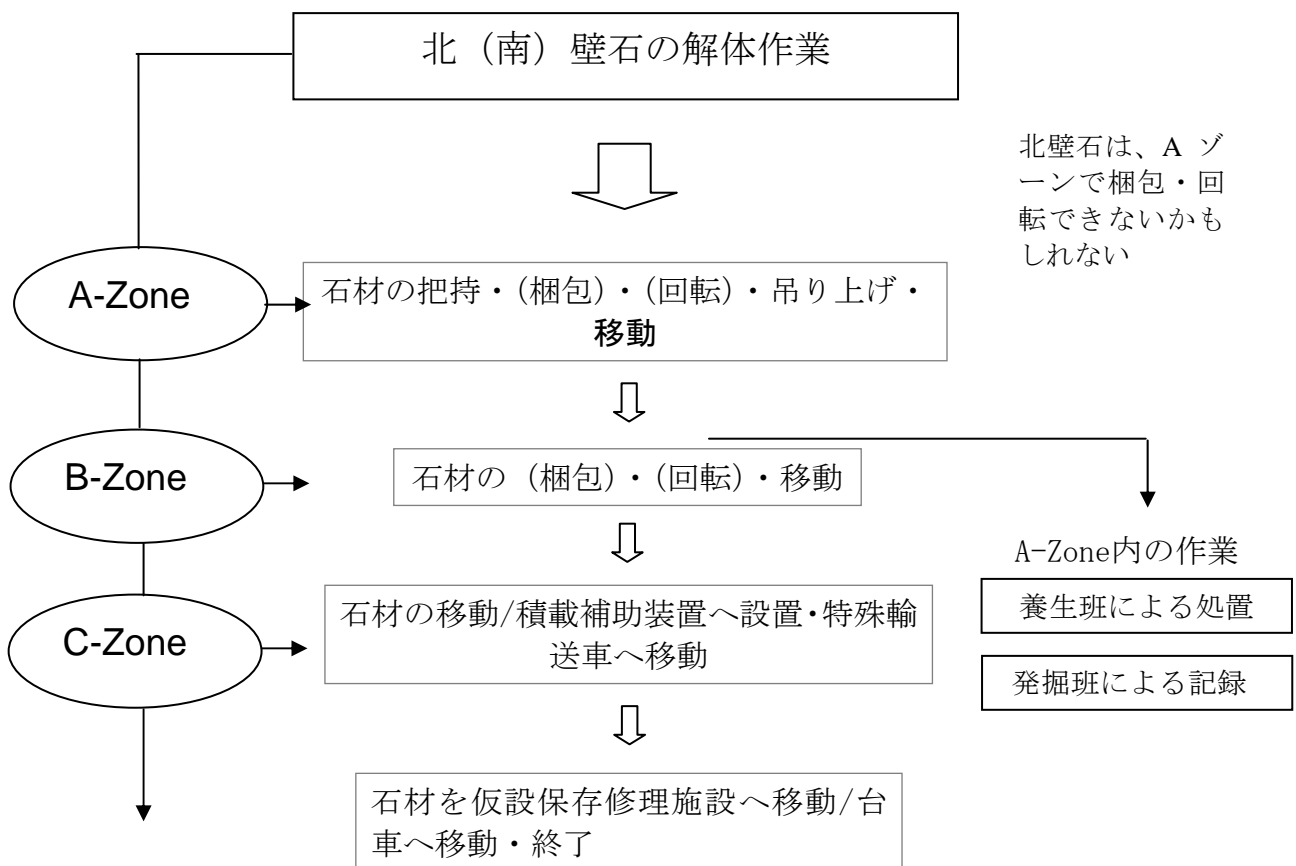 北（南）壁石の解体作業
北壁石は、A ゾ
ーンで梱包・回
転できないかも
しれない
A-Zone
石材の把持・(梱包)・(回転)・吊り上げ・
移動
B-Zone
石材の（梱包）・(回転)・移動
A-Zone内の作業
養生班による処置
発掘班による記録
C-Zone
石材の移動/積載補助装置へ設置・特殊輸
送車へ移動
石材を仮設保存修理施設へ移動/台
車へ移動・終了